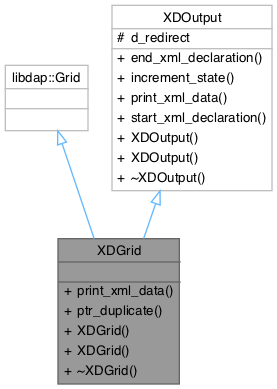 XDOutput
# d_redirect
+ end_xml_declaration()
+ increment_state()
+ print_xml_data()
+ start_xml_declaration()
+ XDOutput()
+ XDOutput()
+ ~XDOutput()
libdap::Grid
XDGrid
+ print_xml_data()
+ ptr_duplicate()
+ XDGrid()
+ XDGrid()
+ ~XDGrid()